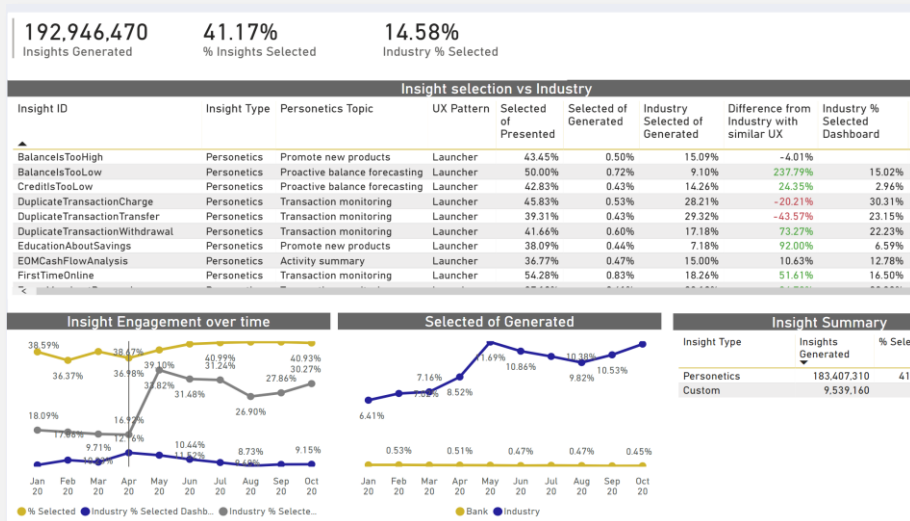 192,946,470 41.17% 14.58%
Insights Generated % Insights Selected Industry % Selected
Insight selection vs Industry
Insight ID Insight Type Personetics Topic UX Pattern Selected of Presented Selected of Generated Industry Selected of Generated Difference from Industry with similar UX Industry % Selected Dashboard
BalanceIsTooHigh Personetics Promote new products Launcher 43.45% 0.50% 15.09% -4.01%
BalanceIsTooLow Personetics Proactive balance forecasting Launcher 50.00% 0.72% 9.10% 237.79% 15.02%
CreditIsTooLow Personetics Proactive balance forecasting Launcher 42.83% 0.43% 14.26% 24.35% 2.96%
DuplicateTransactionCharge Personetics Transaction monitoring Launcher 45.83% 0.53% 28.21% -20.21% 30.31%
DuplicateTransactionTransfer Personetics Transaction monitoring Launcher 39.31% 0.43% 29.32% -43.57% 23.15%
DuplicateTransactionWithdrawal Personetics Transaction monitoring Launcher 41.66% 0.60% 17.18% 73.27% 22.23%
EducationAboutSavings Personetics Promote new products Launcher 38.09% 0.44% 7.18% 92.00% 6.59%
EOMCashFlowAnalysis Personetics Activity summary Launcher 36.77% 0.47% 15.00% 10.63% 12.78%
FirstTimeOnline Personetics Transaction monitoring Launcher 54.28% 0.83% 18.26% 51.61% 16.50%
Insight Engagement over time
38.59% 36.37% 38.67% 36.98% 39.10% 33.82% 40.99% 31.24% 31.48% 26.90% 27.86% 40.93% 30.27%
18.09% 16.92% 9.71% 10.44% 11.52% 8.73% 9.15%
Jan 20 Feb 20 Mar 20 Apr 20 May 20 Jun 20 Jul 20 Aug 20 Sep 20 Oct 20
% Selected Industry % Selected Dashb... Industry % Selecte...
Selected of Generated
6.41% 7.16% 8.52% 11.69% 10.86% 10.38% 9.82% 10.53%
0.53% 0.51% 0.47% 0.47% 0.45%
Jan 20 Feb 20 Mar 20 Apr 20 May 20 Jun 20 Jul 20 Aug 20 Sep 20 Oct 20
Bank Industry
Insight Summary
Insight Type Insights Generated % Sele
Personetics 183,407,310 41
Custom 9,539,160